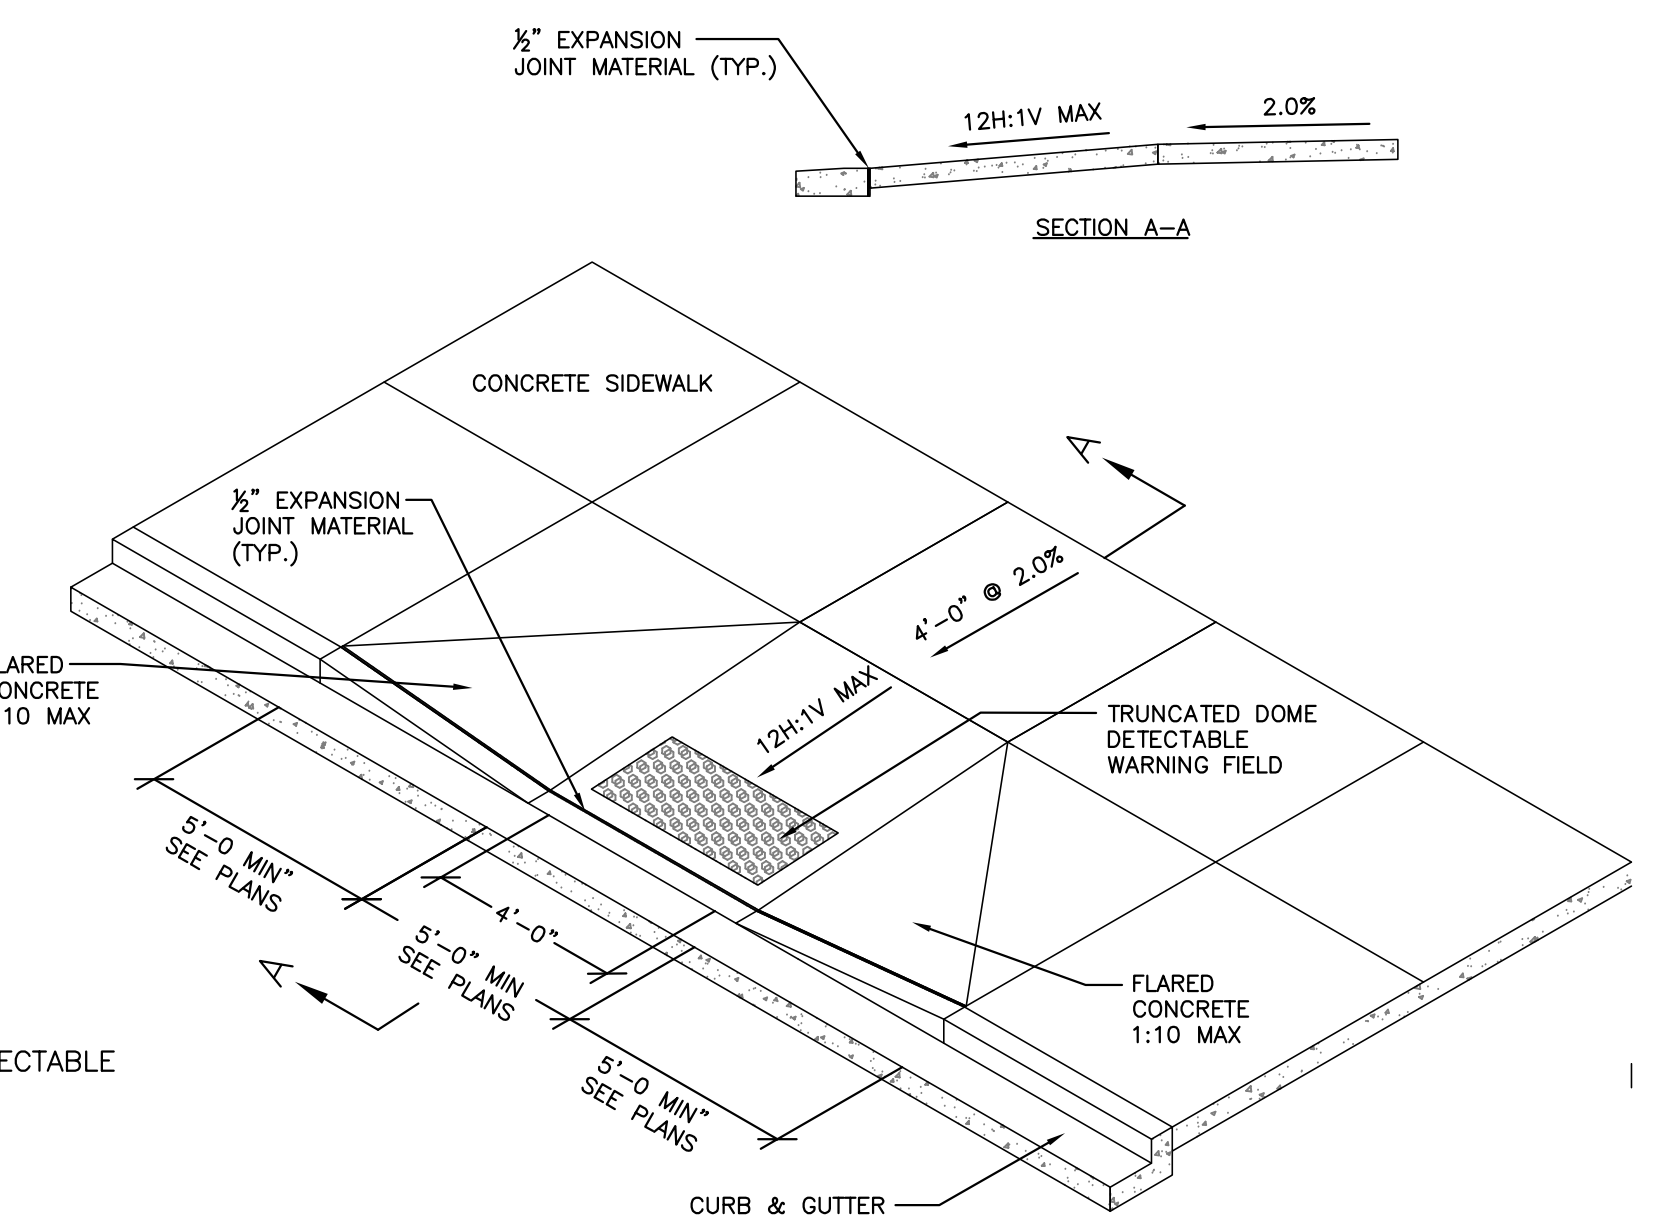 ½” EXPANSION
JOINT MATERIAL (TYP.)
12H:1V MAX
2.0%
SECTION A–A
CONCRETE SIDEWALK
A
½” EXPANSION
JOINT MATERIAL
(TYP.)
4’–0” @ 2.0%
LARED
ONCRETE
10 MAX
12H:1V MAX
TRUNCATED DOME
DETECTABLE
WARNING FIELD
5’–0 MIN”
SEE PLANS
4’–0”
5’–0” MIN
SEE PLANS
A
FLARED
CONCRETE
1:10 MAX
ECTABLE
5’–0 MIN”
SEE PLANS
CURB & GUTTER